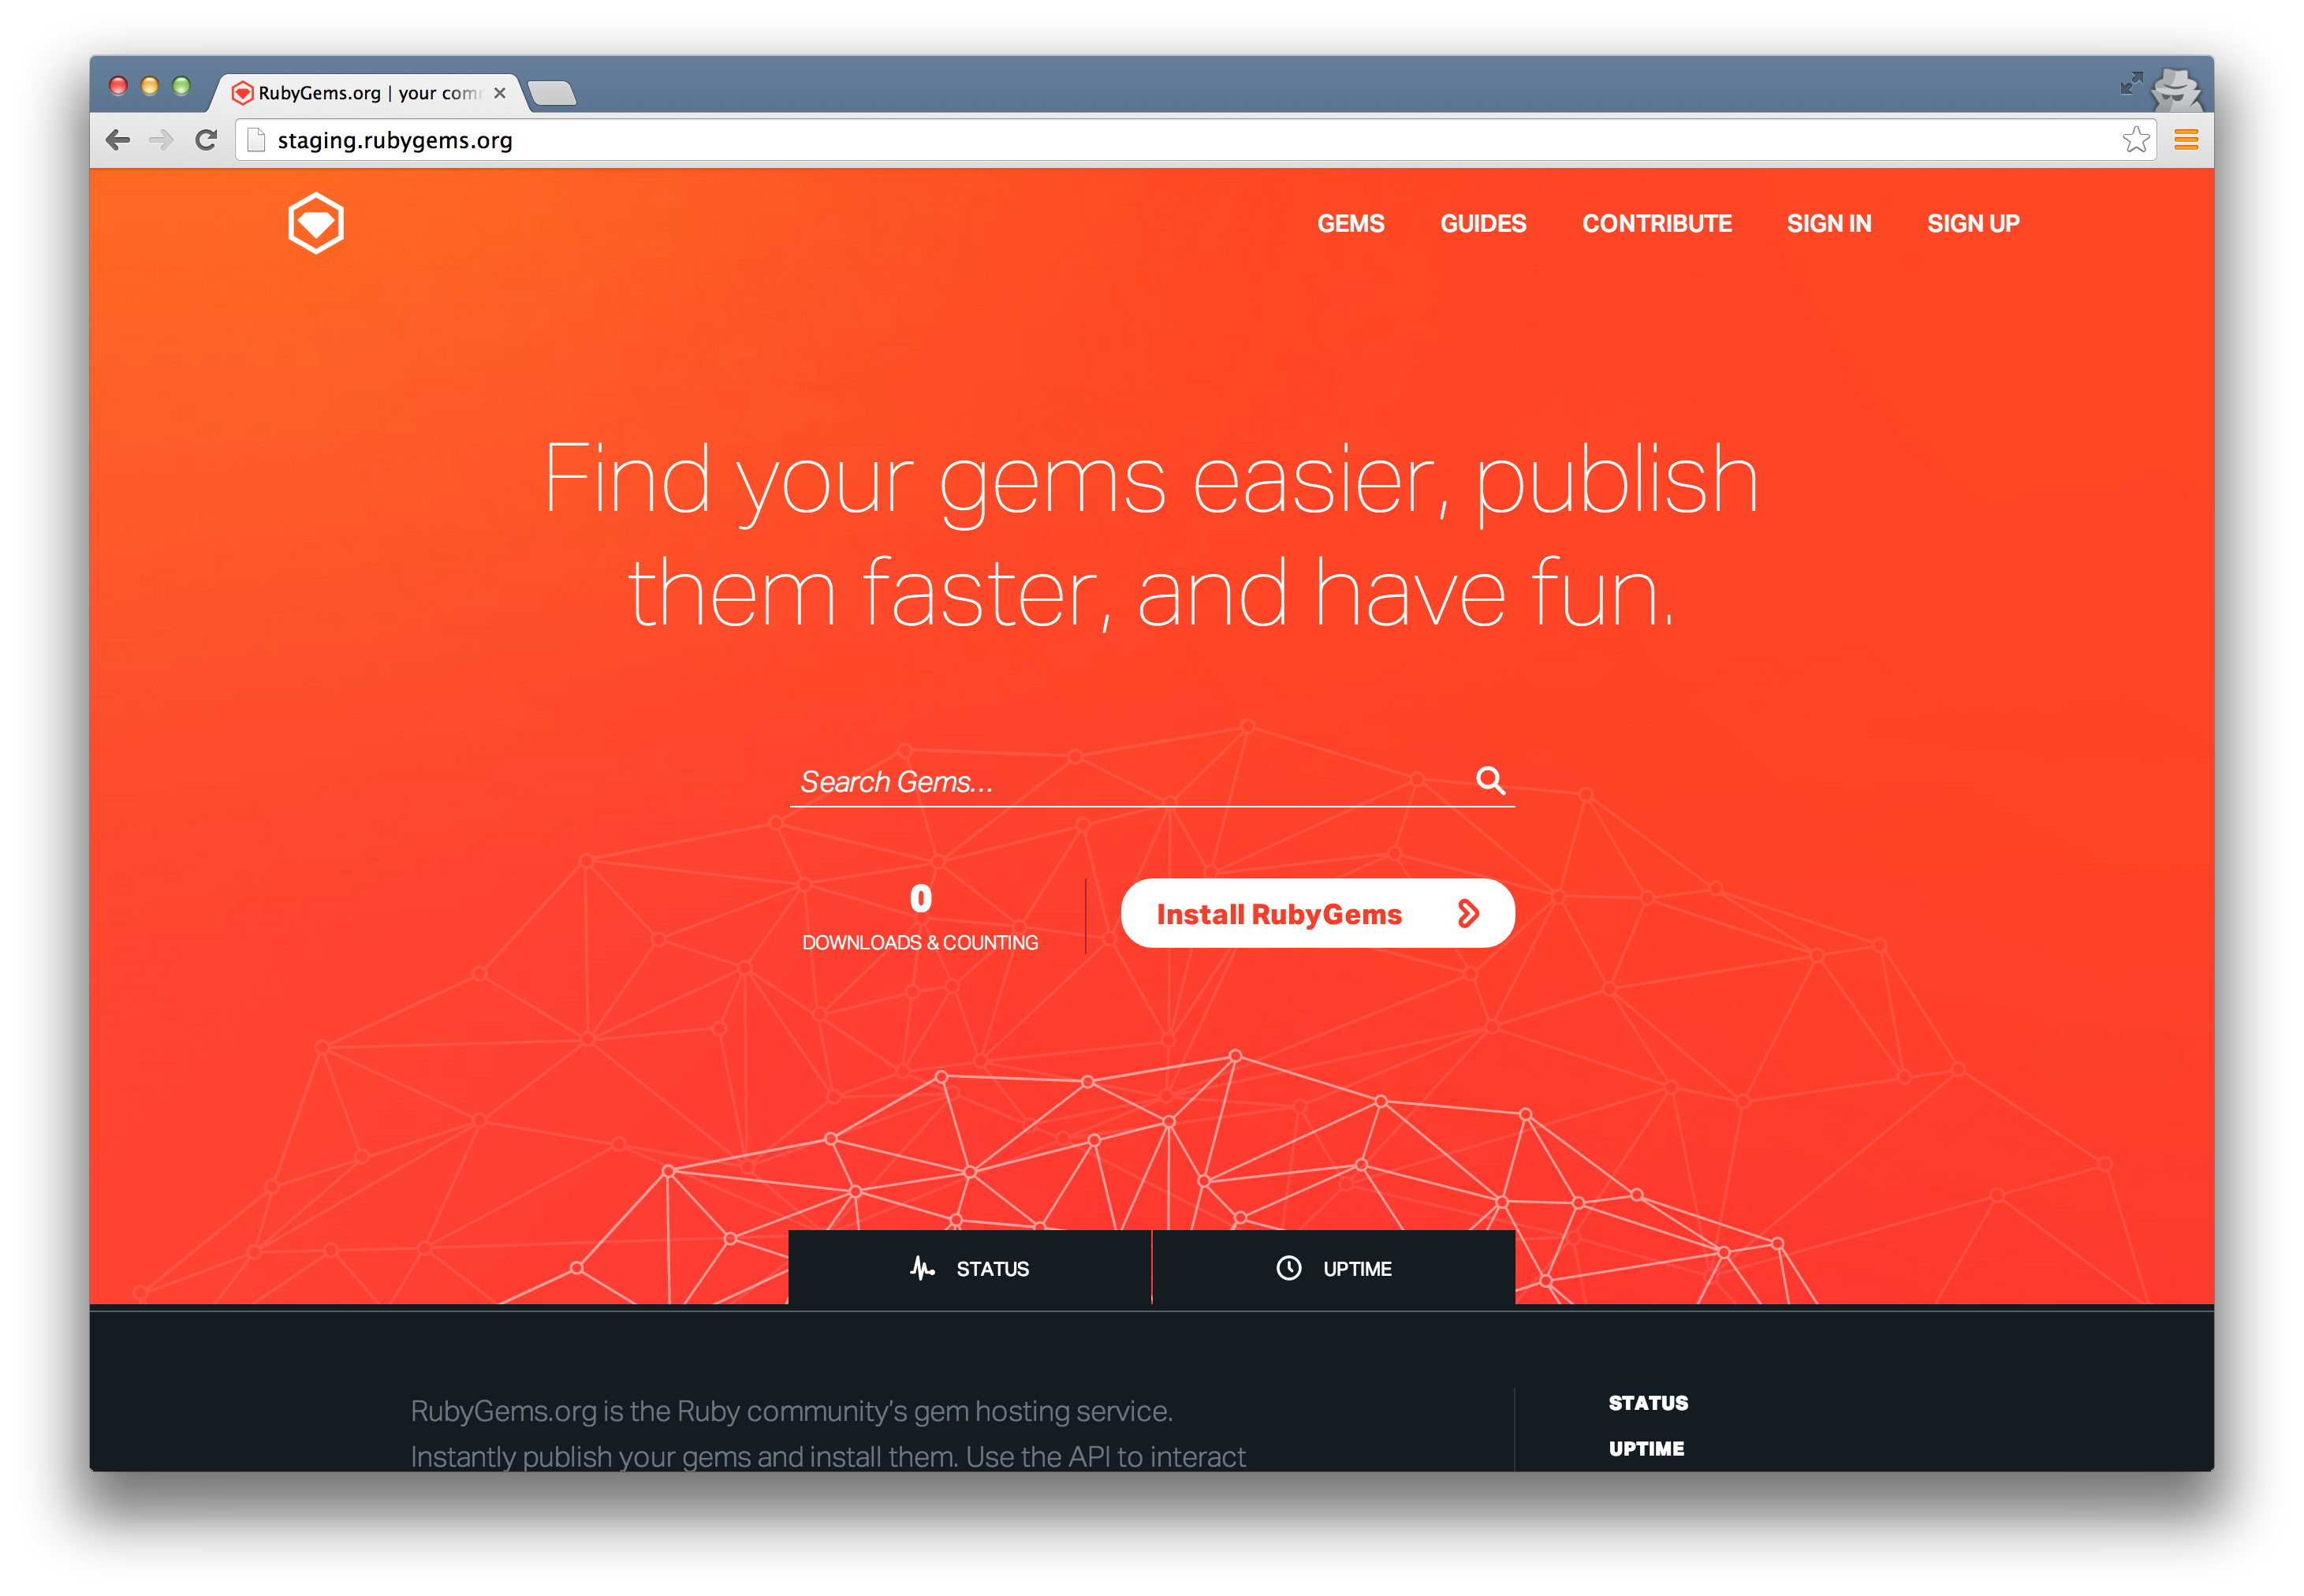 RubyGems.org | your com
staging.rubygems.org
GEMS GUIDES CONTRIBUTE SIGN IN SIGN UP
Find your gems easier, publish
them faster, and have fun.
Search Gems...
0
DOWNLOADS & COUNTING
Install RubyGems
STATUS UPTIME
RubyGems.org is the Ruby community's gem hosting service.
Instantly publish your gems and install them. Use the API to interact
STATUS
UPTIME